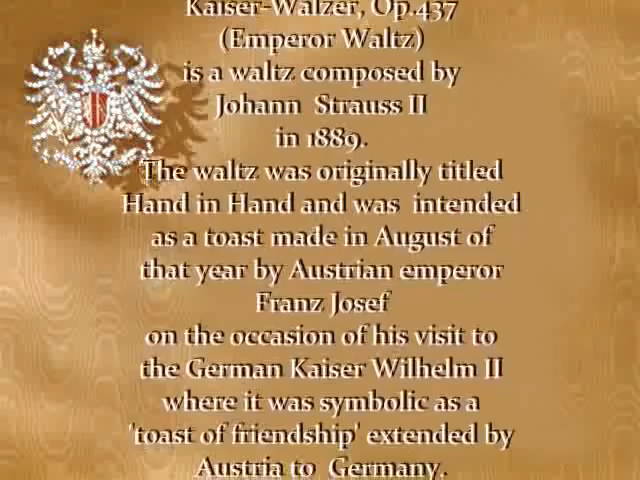 Kaiser-Walzer, Op.437
(Emperor Waltz)
is a waltz composed by
Johann Strauss II
in 1889.
The waltz was originally titled
Hand in Hand and was intended
as a toast made in August of
that year by Austrian emperor
Franz Josef
on the occasion of his visit to
the German Kaiser Wilhelm II
where it was symbolic as a
'toast of friendship' extended by
Austria to Germany.